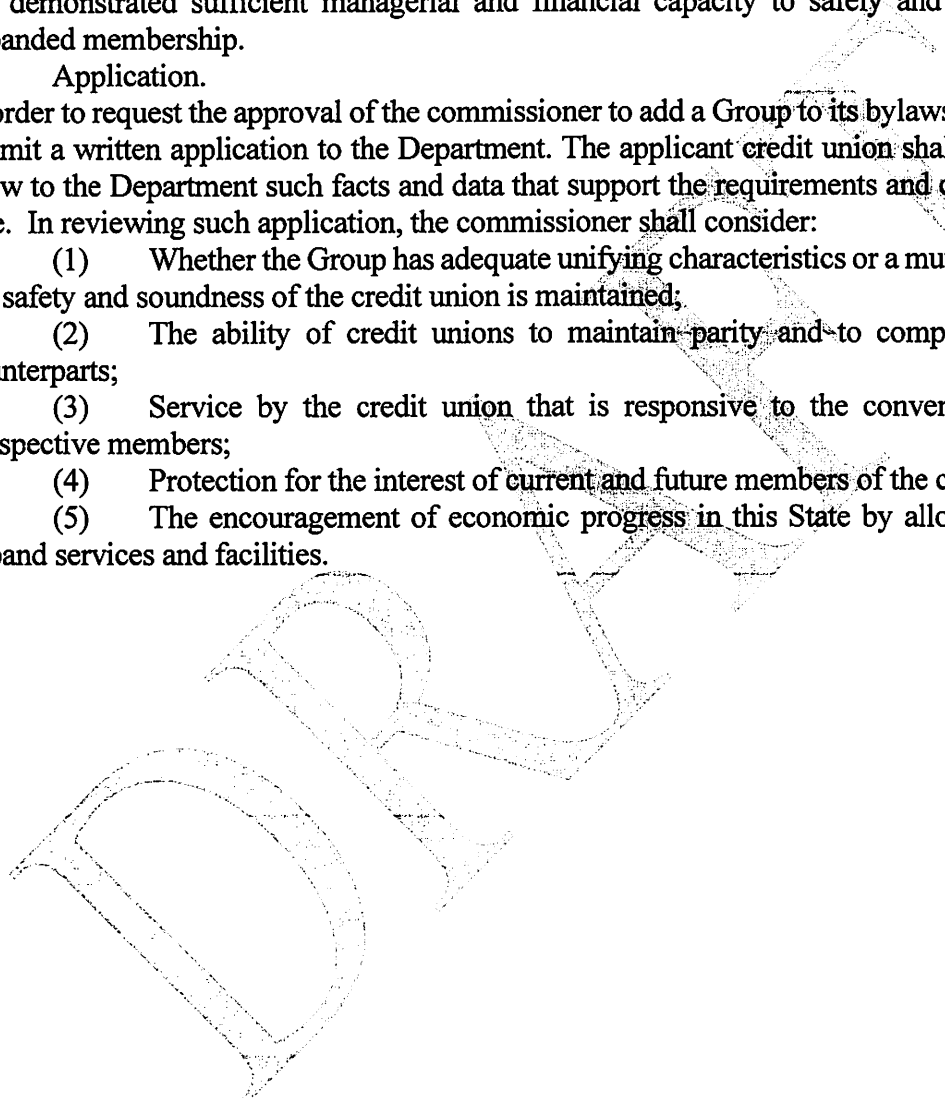 demonstrated sufficient managerial and financial capacity to safely and
anded membership.
Application.
order to request the approval of the commissioner to add a Group to its bylaws
mit a written application to the Department. The applicant credit union shal
w to the Department such facts and data that support the requirements and
e. In reviewing such application, the commissioner shall consider:
(1) Whether the Group has adequate unifying characteristics or a mu
safety and soundness of the credit union is maintained;
(2) The ability of credit unions to maintain parity and to comp
nterparts;
(3) Service by the credit union that is responsive to the conver
spective members;
(4) Protection for the interest of current and future members of the c
(5) The encouragement of economic progress in this State by allo
and services and facilities.
DRAFT